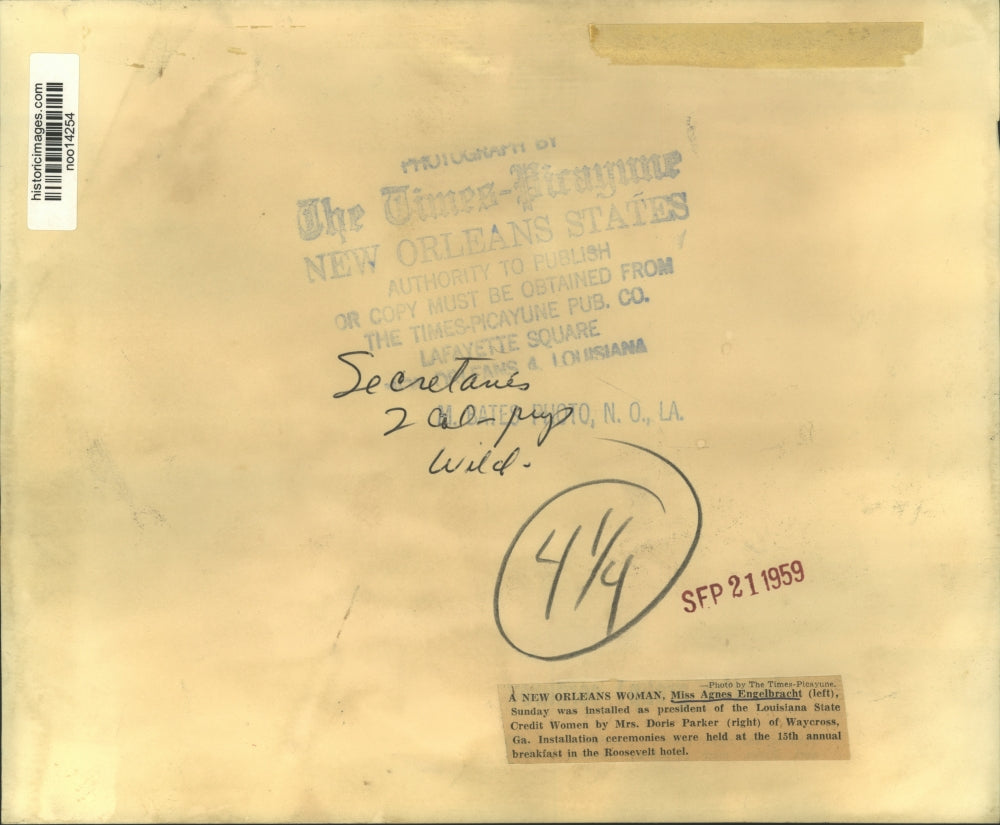 historicimages.com
noo14254
PHOTOGRAPH BY
The Times-Picayune
NEW ORLEANS STATES
AUTHORITY TO PUBLISH
OR COPY MUST BE OBTAINED FROM
THE TIMES-PICAYUNE PUB. CO.
LAFAYETTE SQUARE
ORLEANS 4, LOUISIANA
PHOTO, N. O., LA.
Secretaries
2
Wild.
4 1/4
SEP 21 1959
—Photo by The Times-Picayune.
A NEW ORLEANS WOMAN, Miss Agnes Engelbracht (left),
Sunday was installed as president of the Louisiana State
Credit Women by Mrs. Doris Parker (right) of Waycross,
Ga. Installation ceremonies were held at the 15th annual
breakfast in the Roosevelt hotel.